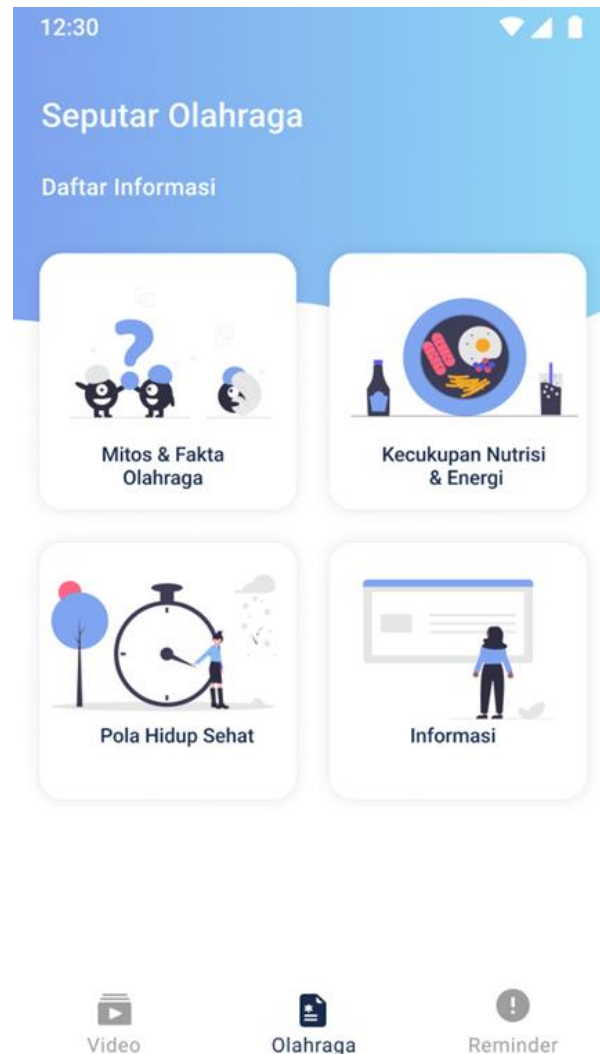 12:30
Seputar Olahraga
Daftar Informasi
Mitos & Fakta
Olahraga
Kecukupan Nutrisi
& Energi
Pola Hidup Sehat
Informasi
Video
Olahraga
Reminder